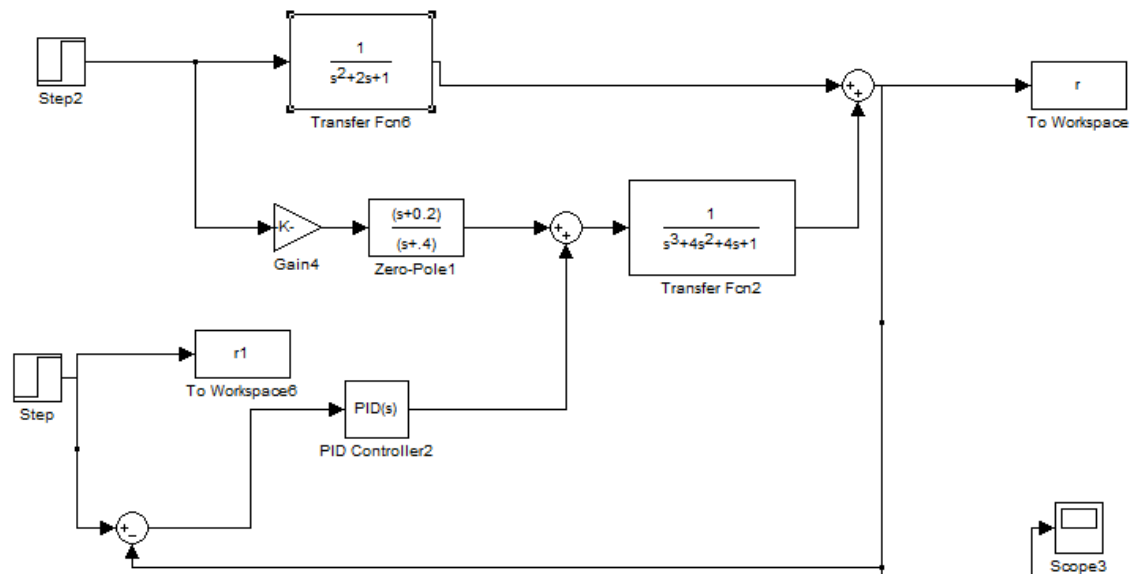 1
s²+2s+1
Step2
Transfer Fcn6
++
r
To Workspace
-K-
Gain4
(s+0.2)
(s+.4)
Zero-Pole1
++
1
s³+4s²+4s+1
Transfer Fcn2
r1
To Workspace6
Step
PID(s)
PID Controller2
+−
Scope3